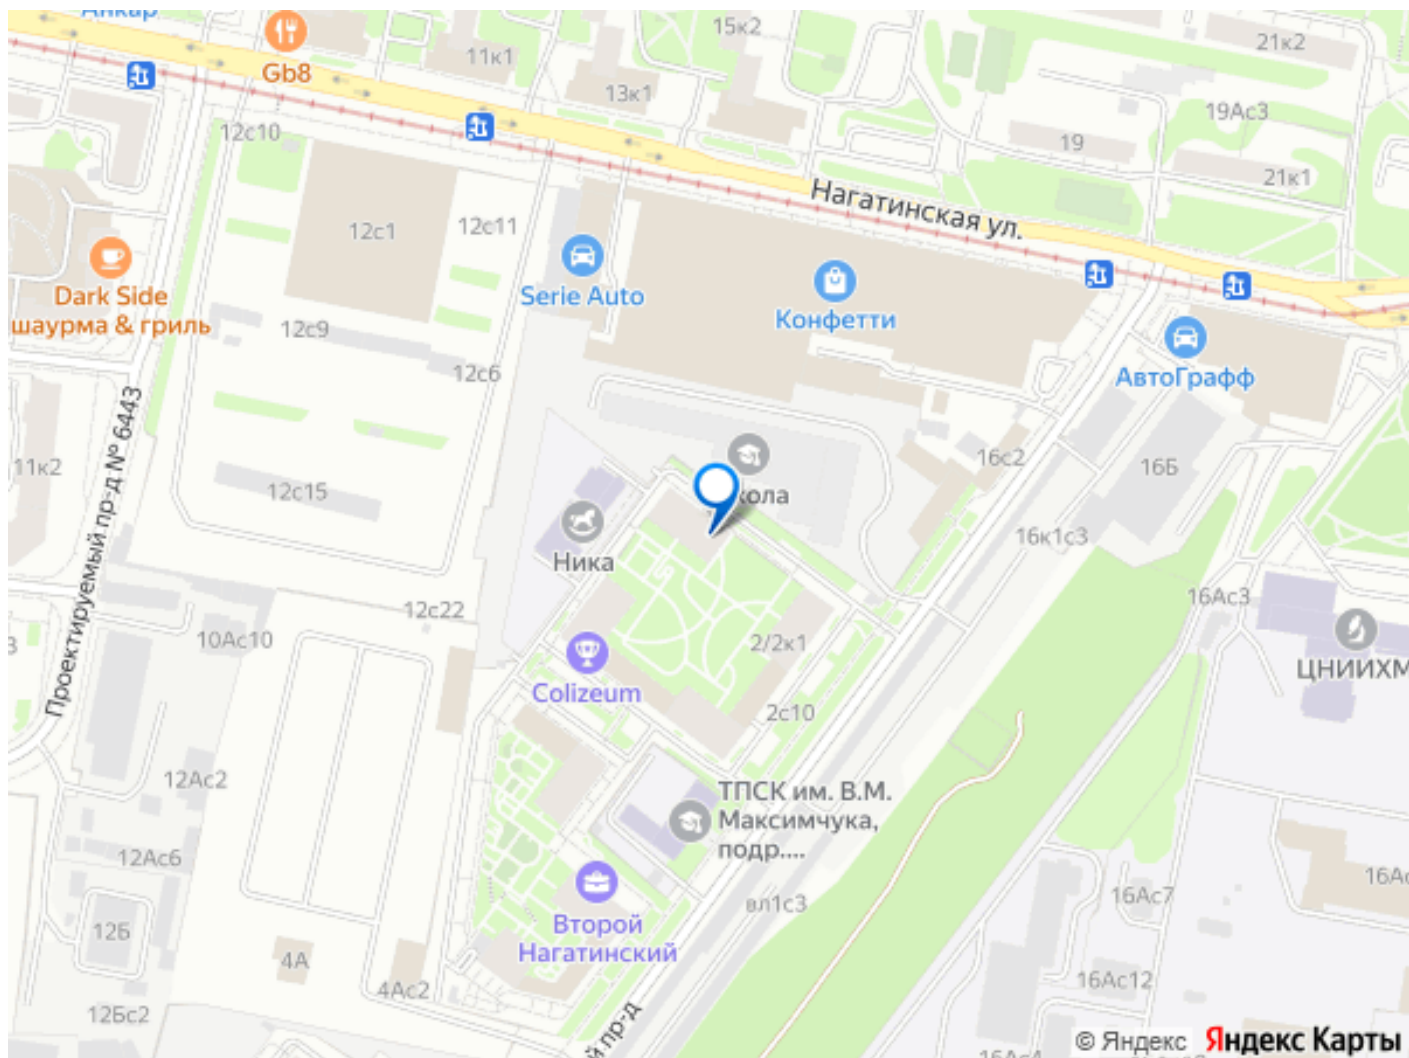 Анкар
Gb8
11к1
15к2
13к1
21к2
19Ас3
19
21к1
12с10
12с1
12с11
Нагатинская ул.
Dark Side
шаурма & гриль
Serie Auto
Конфетти
АвтоГрафф
12с9
12с6
Проектируемый пр-д № 6443
11к2
12с15
16с2
16Б
кола
Ника
16к1с3
16Ас3
12с22
10Ас10
2/2к1
Colizeum
2с10
ЦНИИХМ
12Ас2
ТПСК им. В.М.
Максимчука,
подр....
12Ас6
12Б
Второй
Нагатинский
вл1с3
16Ас7
4А
4Ас2
16Ас12
12Бс2
й пр-д
© Яндекс Яндекс Карты